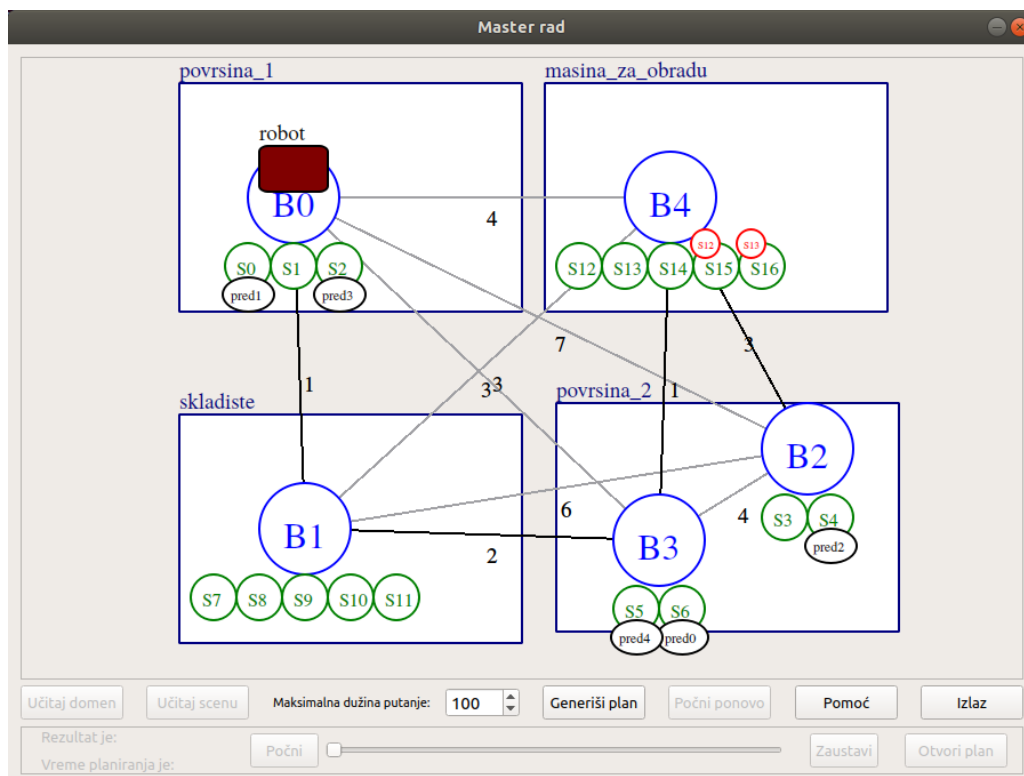 Master rad
povrsina_1
masina_za_obradu
robot
B0
B4
4
S12
S13
S0
S1
S2
S12
S13
S14
S15
S16
pred1
pred3
7
3
1
3
3
1
skladiste
povrsina_2
B2
B1
B3
6
4
2
S3
S4
pred2
S7
S8
S9
S10
S11
S5
S6
pred4
pred0
Učitaj domen
Učitaj scenu
Maksimalna dužina putanje:
100
Generiši plan
Počni ponovo
Pomoć
Izlaz
Rezultat je:
Vreme planiranja je:
Počni
Zaustavi
Otvori plan